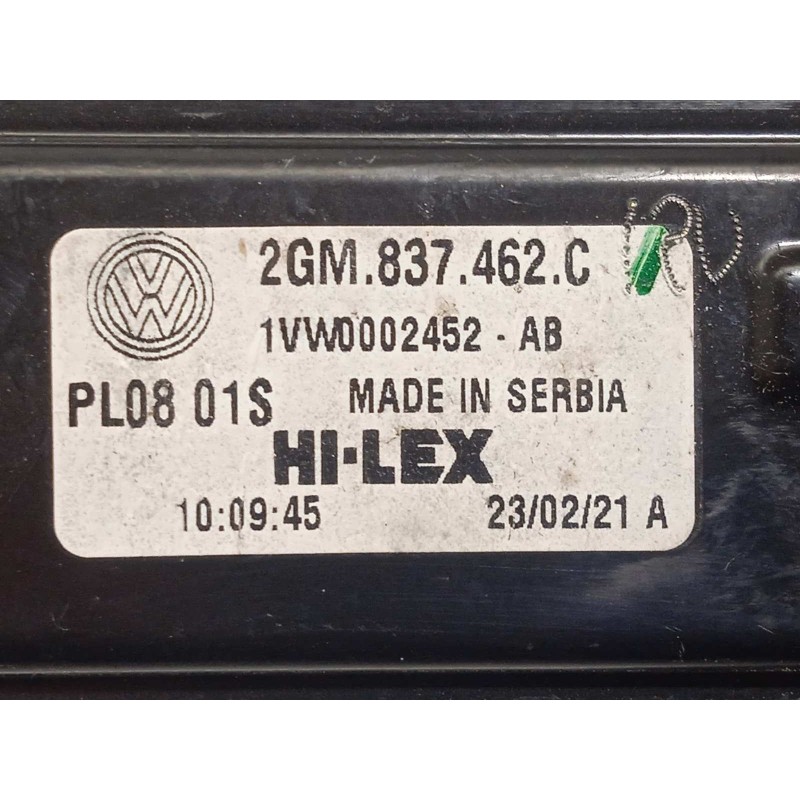 2GM.837.462.C
1VW0002452 - AB
PL08 01S MADE IN SERBIA
HI-LEX
10:09:45 23/02/21 A